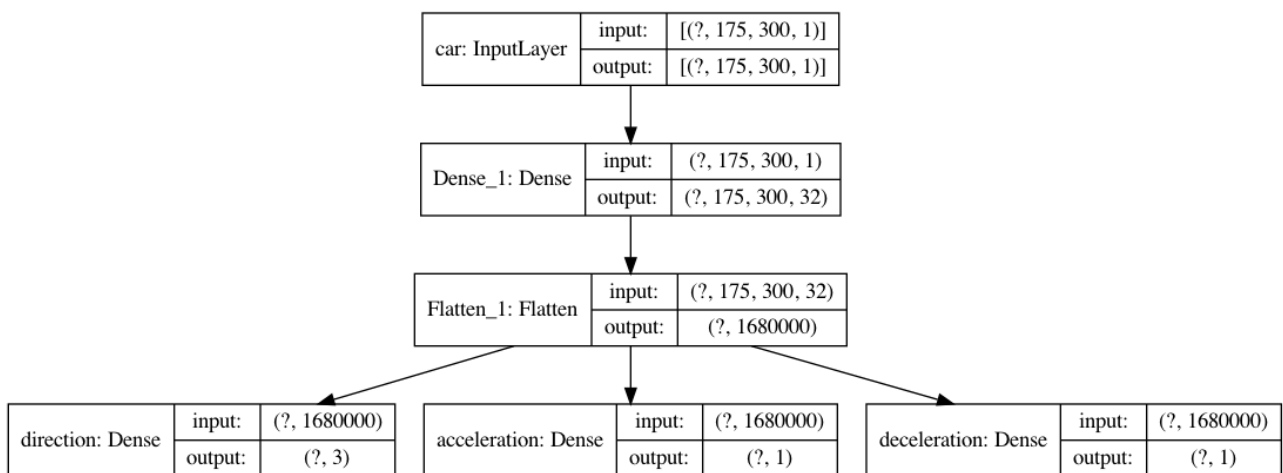 car: InputLayer
input: [(?, 175, 300, 1)]
output: [(?, 175, 300, 1)]
Dense_1: Dense
input: (?, 175, 300, 1)
output: (?, 175, 300, 32)
Flatten_1: Flatten
input: (?, 175, 300, 32)
output: (?, 1680000)
direction: Dense
input: (?, 1680000)
output: (?, 3)
acceleration: Dense
input: (?, 1680000)
output: (?, 1)
deceleration: Dense
input: (?, 1680000)
output: (?, 1)